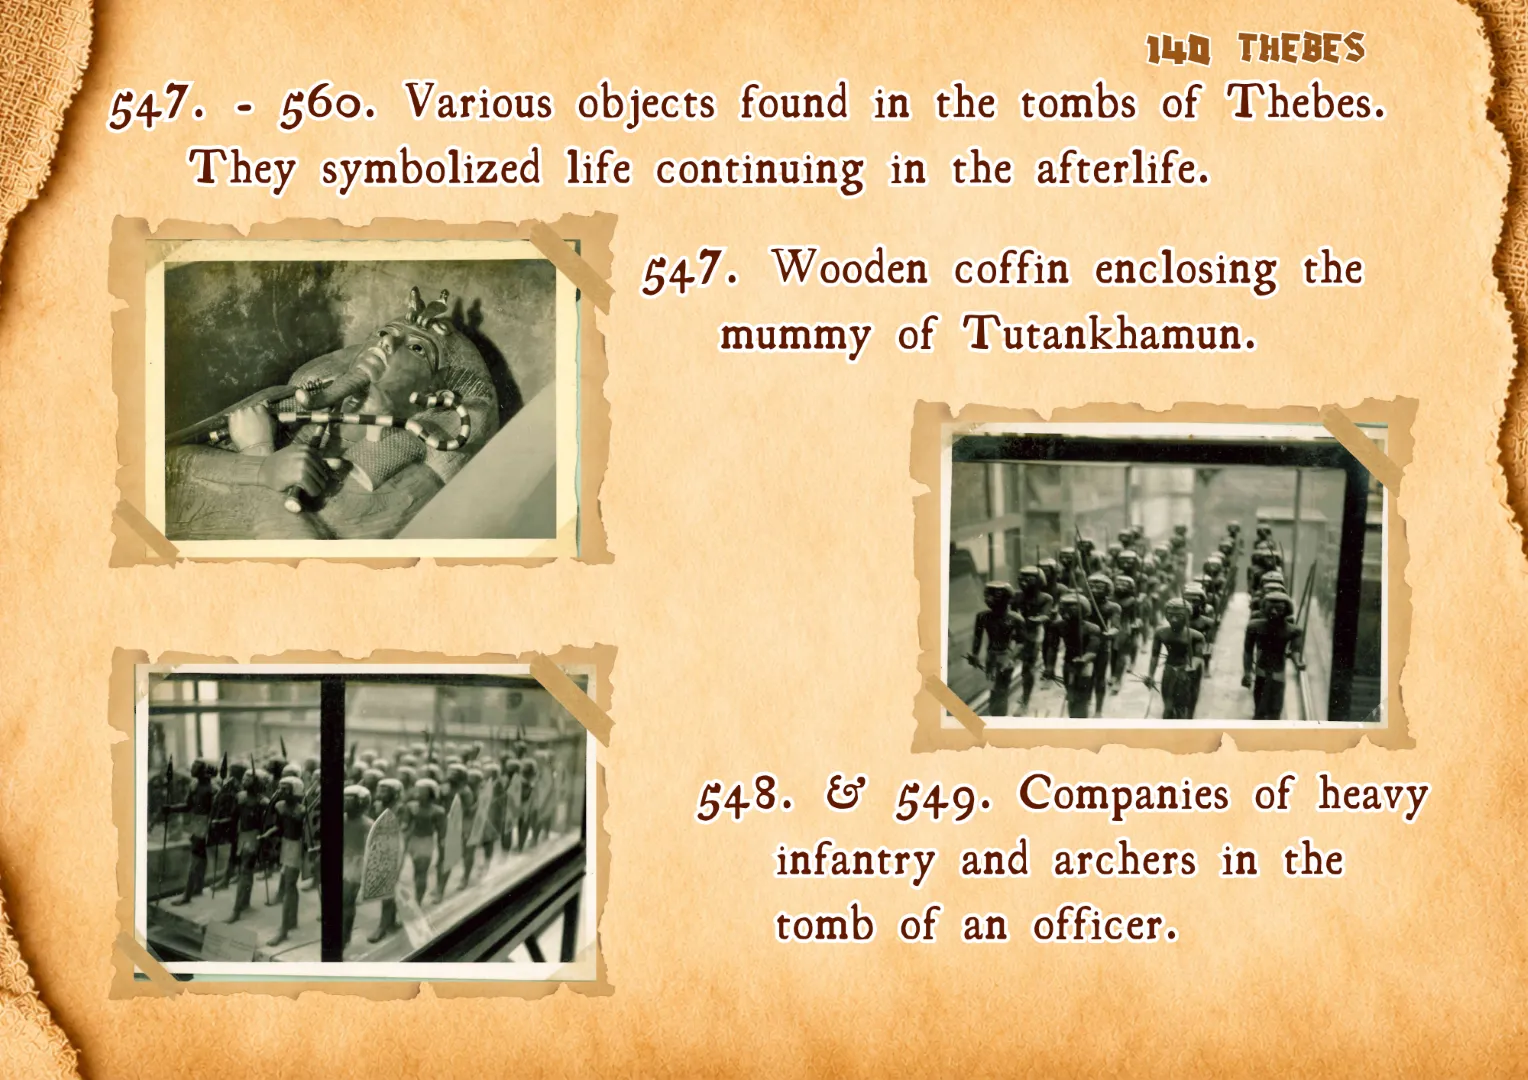 140 THEBES
547. - 560. Various objects found in the tombs of Thebes.
They symbolized life continuing in the afterlife.
547. Wooden coffin enclosing the
mummy of Tutankhamun.
548. & 549. Companies of heavy
infantry and archers in the
tomb of an officer.